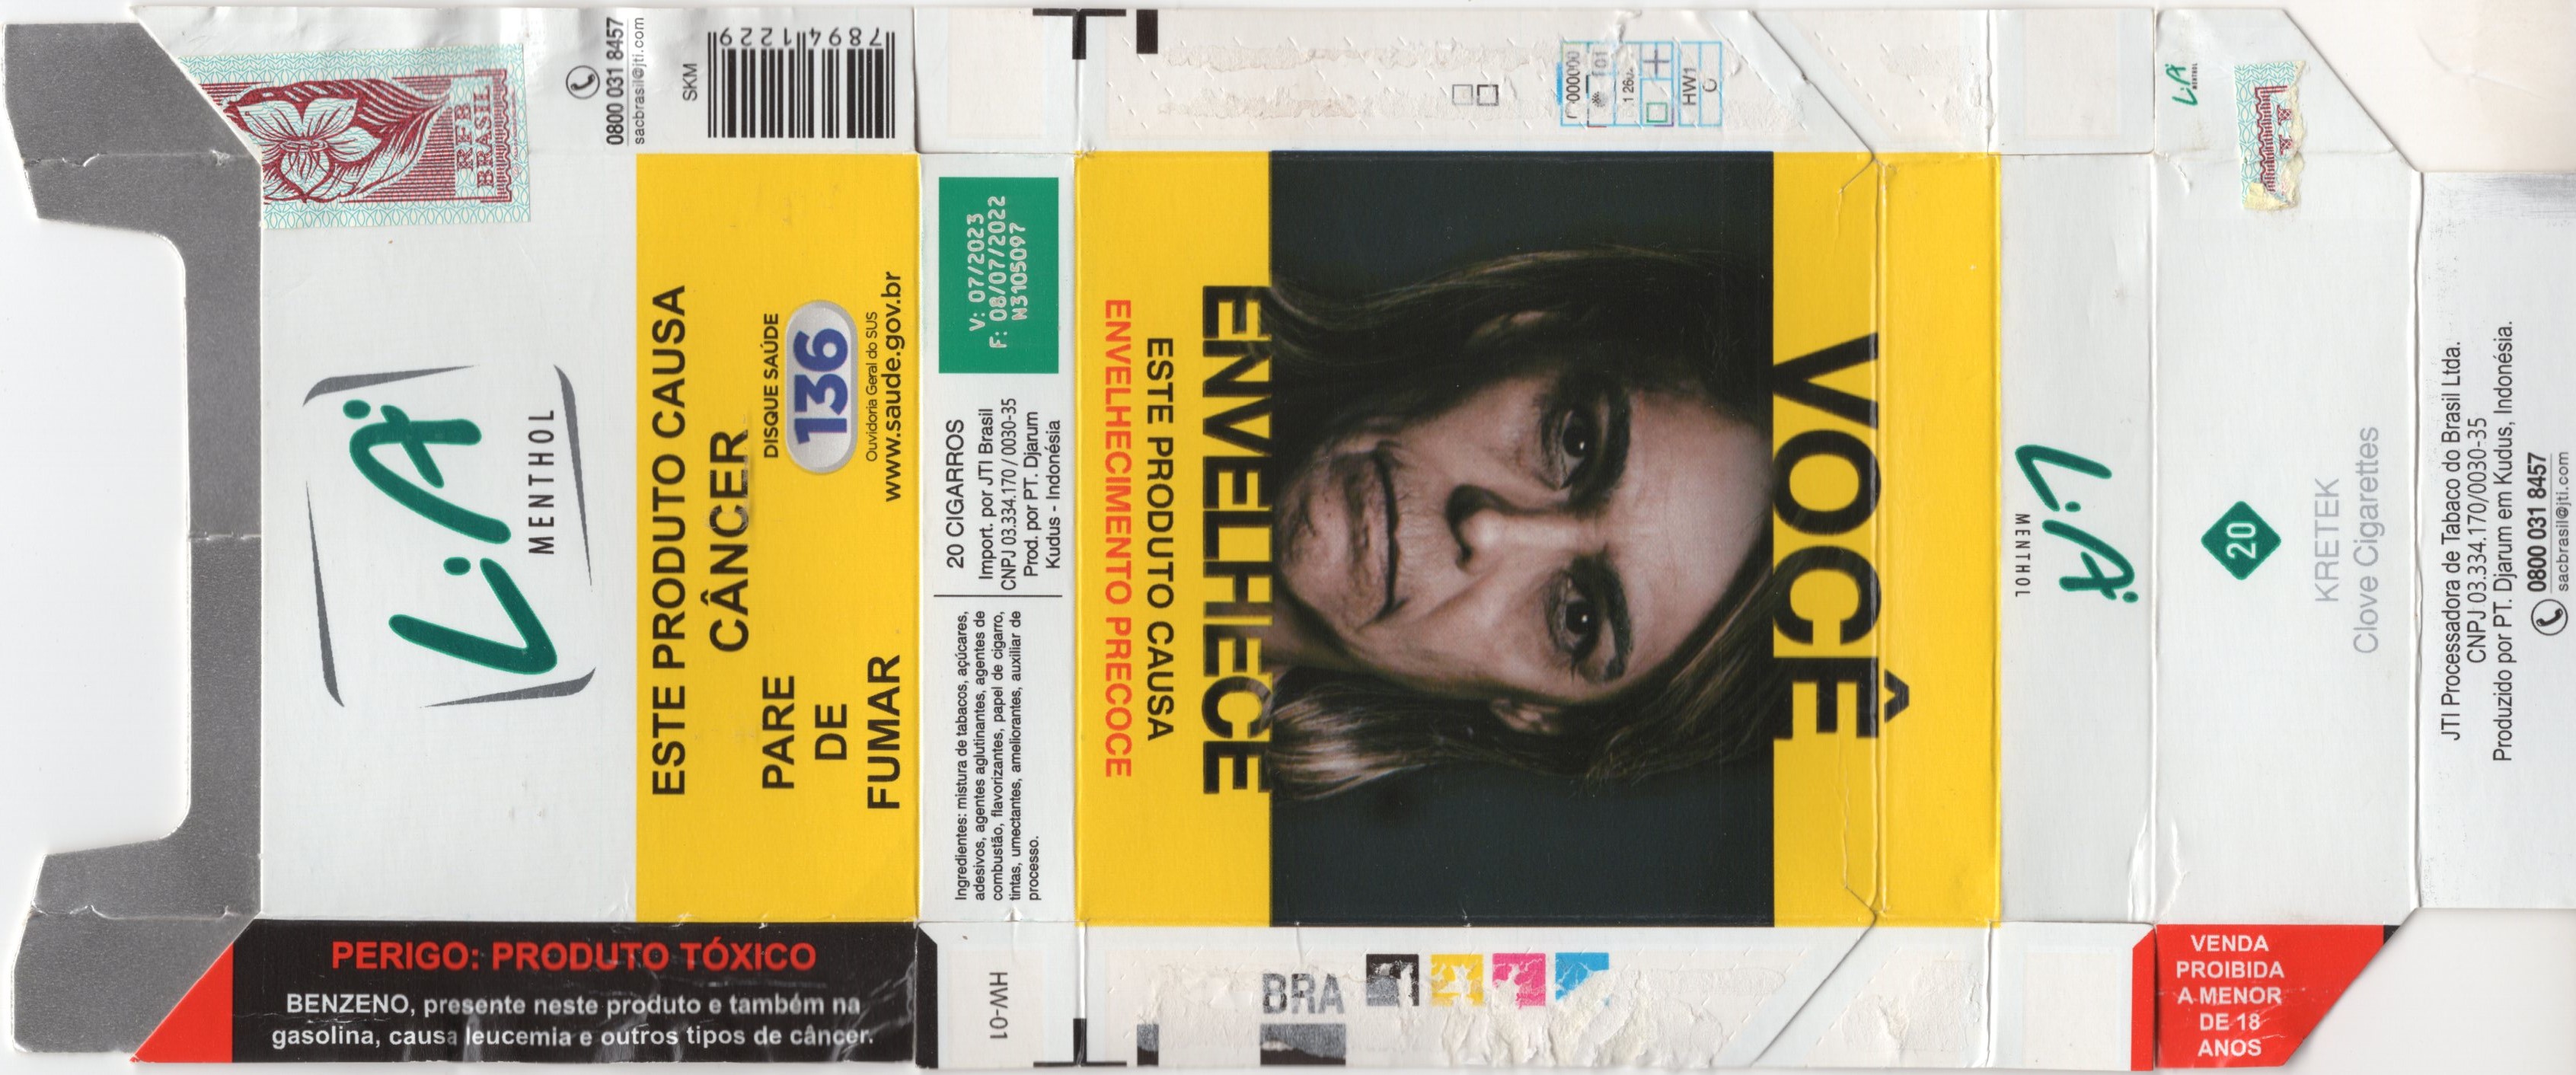 RFB
BRASIL
0800 031 8457
sacbrasil@jti.com
SKM
78941229
L.A
MENTHOL
ESTE PRODUTO CAUSA
CÂNCER
PARE
DE
FUMAR
DISQUE SAÚDE
136
Ouvidoria Geral do SUS
www.saude.gov.br
PERIGO: PRODUTO TÓXICO
BENZENO, presente neste produto e também na
gasolina, causa leucemia e outros tipos de câncer.
V: 07/2023
F: 08/07/2022
N3105097
20 CIGARROS
Import. por JTI Brasil
CNPJ 03.334.170 / 0030-35
Prod. por PT. Djarum
Kudus - Indonésia
Ingredientes: mistura de tabacos, açúcares,
adesivos, agentes aglutinantes, agentes de
combustão, flavorizantes, papel de cigarro,
tintas, umectantes, ameliorantes, auxiliar de
processo.
HW-01
VOCÊ
ENVELHECE
ESTE PRODUTO CAUSA
ENVELHECIMENTO PRECOCE
HW1
BRA
L.A
MENTHOL
L.A
MENTHOL
20
KRETEK
Clove Cigarettes
VENDA
PROIBIDA
A MENOR
DE 18
ANOS
JTI Processadora de Tabaco do Brasil Ltda.
CNPJ 03.334.170/0030-35
Produzido por PT. Djarum em Kudus, Indonésia.
0800 031 8457
sacbrasil@jti.com